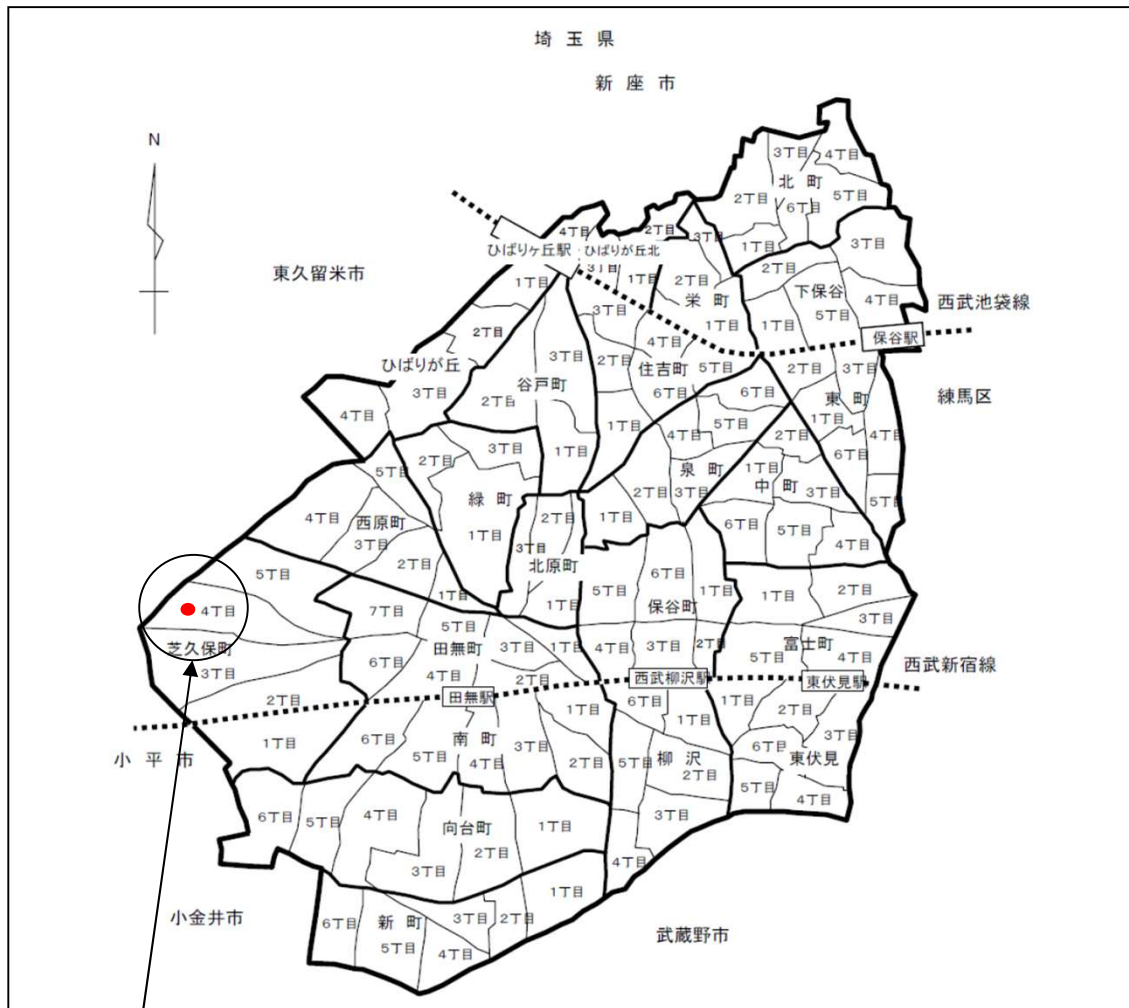 埼玉県
新座市
N
3丁目
4丁目
北町
2丁目
5丁目
6丁目
1丁目
4丁目
2丁目
3丁目
3丁目
ひばりヶ丘駅
ひばりが丘北
3丁目
1丁目
2丁目
2丁目
東久留米市
1丁目
栄町
下保谷
4丁目
西武池袋線
3丁目
1丁目
1丁目
5丁目
保谷駅
2丁目
4丁目
3丁目
2丁目
住吉町
5丁目
2丁目
3丁目
ひばりが丘
谷戸町
3丁目
2丁目
6丁目
6丁目
東町
練馬区
4丁目
1丁目
4丁目
5丁目
2丁目
1丁目
4丁目
2丁目
3丁目
1丁目
泉町
1丁目
6丁目
5丁目
緑町
2丁目
3丁目
中町
3丁目
5丁目
4丁目
西原町
1丁目
2丁目
1丁目
6丁目
5丁目
3丁目
3丁目
4丁目
2丁目
北原町
6丁目
5丁目
5丁目
1丁目
1丁目
1丁目
1丁目
2丁目
4丁目
7丁目
保谷町
3丁目
5丁目
芝久保町
田無町
3丁目
1丁目
4丁目
3丁目
2丁目
富士町
6丁目
5丁目
4丁目
西武新宿線
3丁目
4丁目
2丁目
西武柳沢駅
東伏見駅
2丁目
田無駅
1丁目
6丁目
1丁目
1丁目
2丁目
小平市
1丁目
6丁目
南町
3丁目
3丁目
5丁目
4丁目
2丁目
5丁目
柳沢
6丁目
東伏見
2丁目
5丁目
4丁目
6丁目
5丁目
4丁目
向台町
1丁目
3丁目
3丁目
2丁目
4丁目
1丁目
小金井市
3丁目
2丁目
武蔵野市
6丁目
新町
5丁目
4丁目